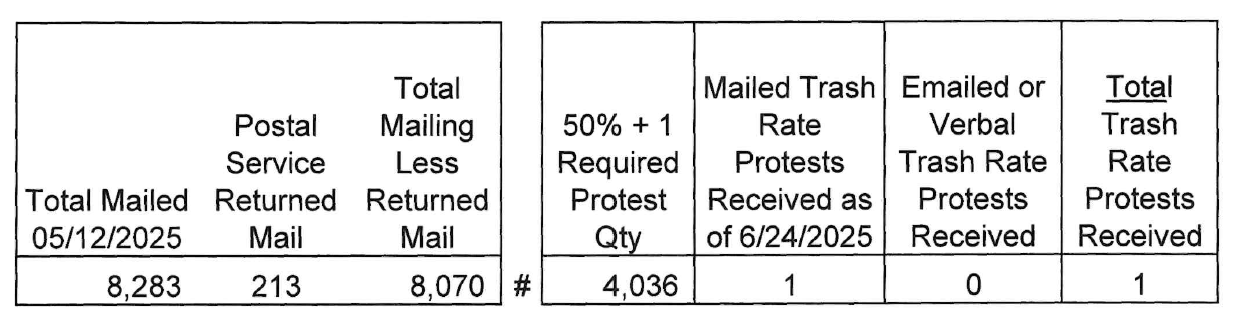 Total Mailed 05/12/2025
Postal Service Returned Mail
Total Mailing Less Returned Mail
50% + 1 Required Protest Qty
Mailed Trash Rate Protests Received as of 6/24/2025
Emailed or Verbal Trash Rate Protests Received
Total Trash Rate Protests Received
8,283 213 8,070 # 4,036 1 0 1